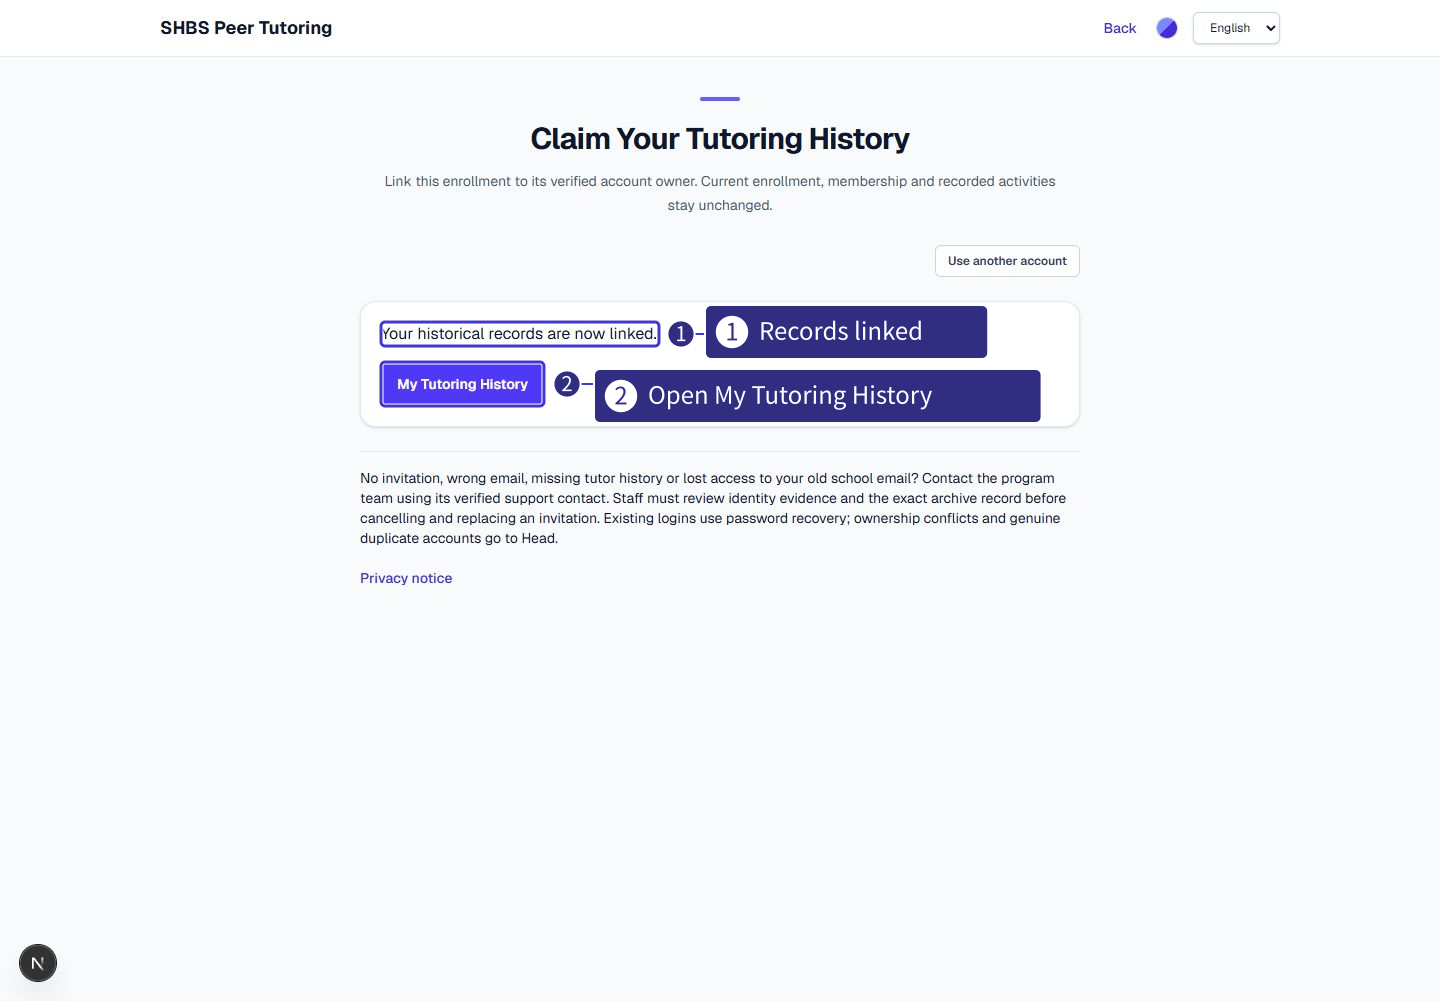 SHBS Peer Tutoring
Back
English
Claim Your Tutoring History
Link this enrollment to its verified account owner. Current enrollment, membership and recorded activities
stay unchanged.
Use another account
Your historical records are now linked.
1
1 Records linked
My Tutoring History
2
2 Open My Tutoring History
No invitation, wrong email, missing tutor history or lost access to your old school email? Contact the program
team using its verified support contact. Staff must review identity evidence and the exact archive record before
cancelling and replacing an invitation. Existing logins use password recovery; ownership conflicts and genuine
duplicate accounts go to Head.
Privacy notice
N